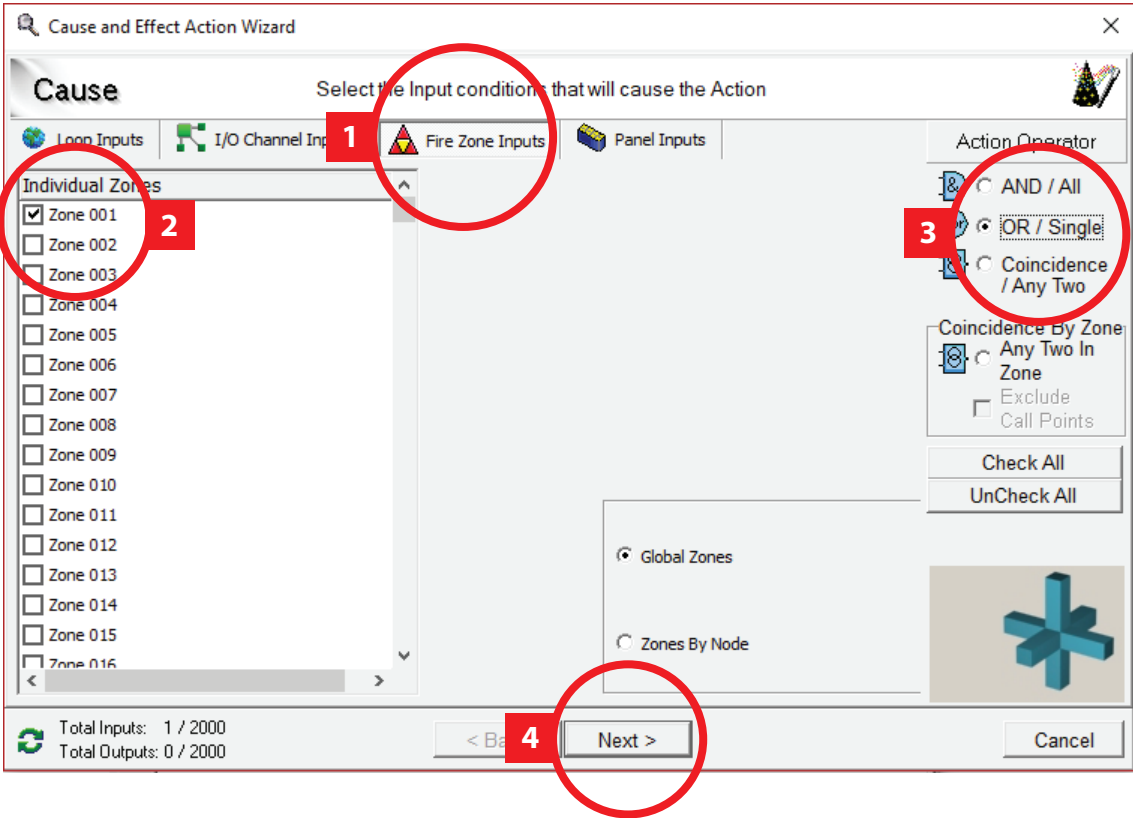 Cause and Effect Action Wizard
Cause
Select the Input conditions that will cause the Action
Loop Inputs
I/O Channel Inp
1
Fire Zone Inputs
Panel Inputs
Action Operator
Individual Zones
Zone 001
2
Zone 002
Zone 003
Zone 004
Zone 005
Zone 006
Zone 007
Zone 008
Zone 009
Zone 010
Zone 011
Zone 012
Zone 013
Zone 014
Zone 015
Zone 016
& AND / All
3
OR / Single
Coincidence
/ Any Two
Coincidence By Zone
Any Two In
Zone
Exclude
Call Points
Check All
UnCheck All
Global Zones
Zones By Node
Total Inputs: 1 / 2000
Total Outputs: 0 / 2000
< Ba
4
Next >
Cancel